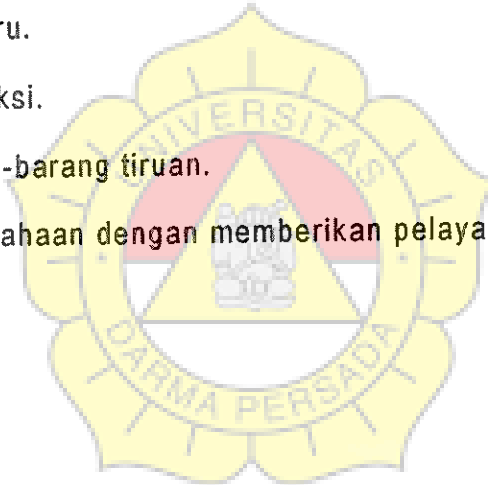 ru.
ksi.
-barang tiruan.
ahaan dengan memberikan pelaya
UNIVERSITAS
DARMA PERSADA